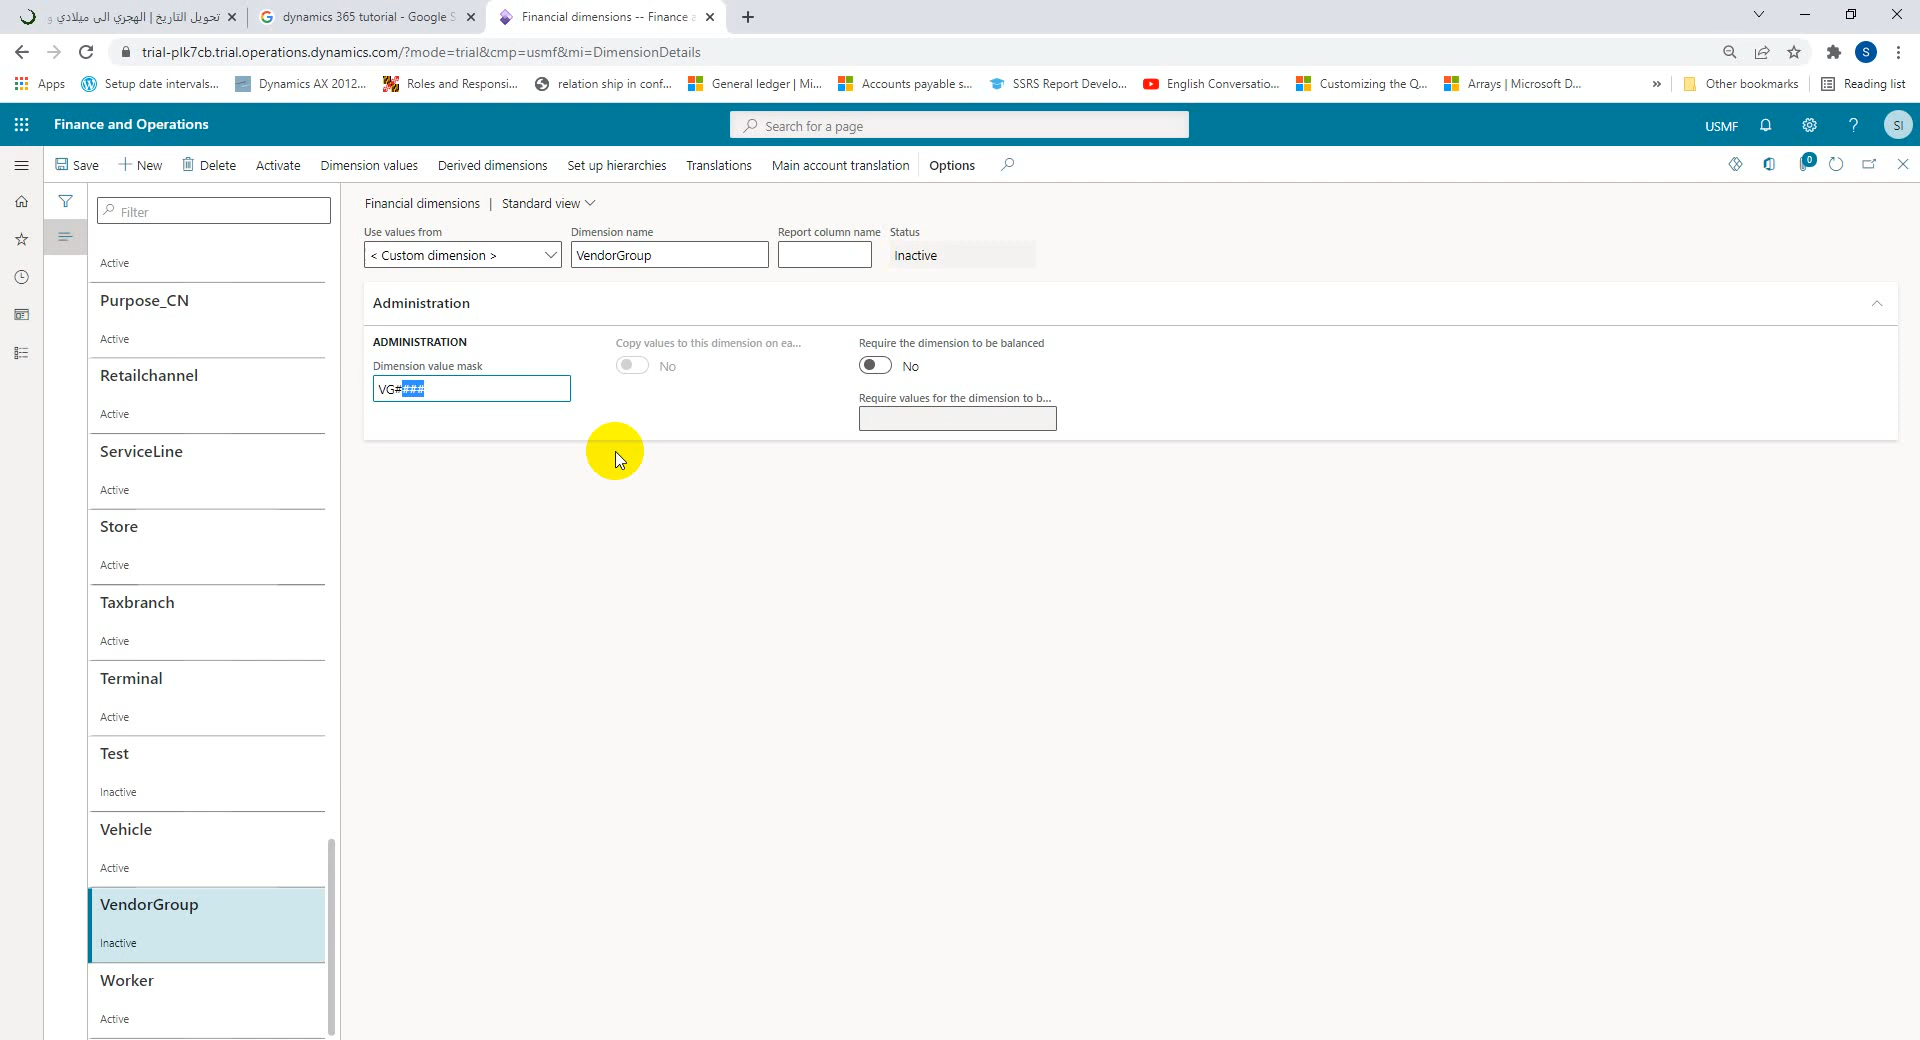 تحويل التاريخ | الهجري الى ميلادي و
dynamics 365 tutorial - Google S
Financial dimensions -- Finance a
trial-plk7cb.trial.operations.dynamics.com/?mode=trial&cmp=usmf&mi=DimensionDetails
S
Apps
Setup date intervals...
Dynamics AX 2012...
Roles and Responsi...
relation ship in conf...
General ledger | Mi...
Accounts payable s...
SSRS Report Develo...
English Conversatio...
Customizing the Q...
Arrays | Microsoft D...
»
Other bookmarks
Reading list
Finance and Operations
Search for a page
USMF
?
SI
Save
New
Delete
Activate
Dimension values
Derived dimensions
Set up hierarchies
Translations
Main account translation
Options
0
Filter
Active
Purpose_CN
Active
Retailchannel
Active
ServiceLine
Active
Store
Active
Taxbranch
Active
Terminal
Active
Test
Inactive
Vehicle
Active
VendorGroup
Inactive
Worker
Active
Financial dimensions | Standard view
Use values from
< Custom dimension >
Dimension name
VendorGroup
Report column name
Status
Inactive
Administration
ADMINISTRATION
Dimension value mask
VG####
Copy values to this dimension on ea...
No
Require the dimension to be balanced
No
Require values for the dimension to b...